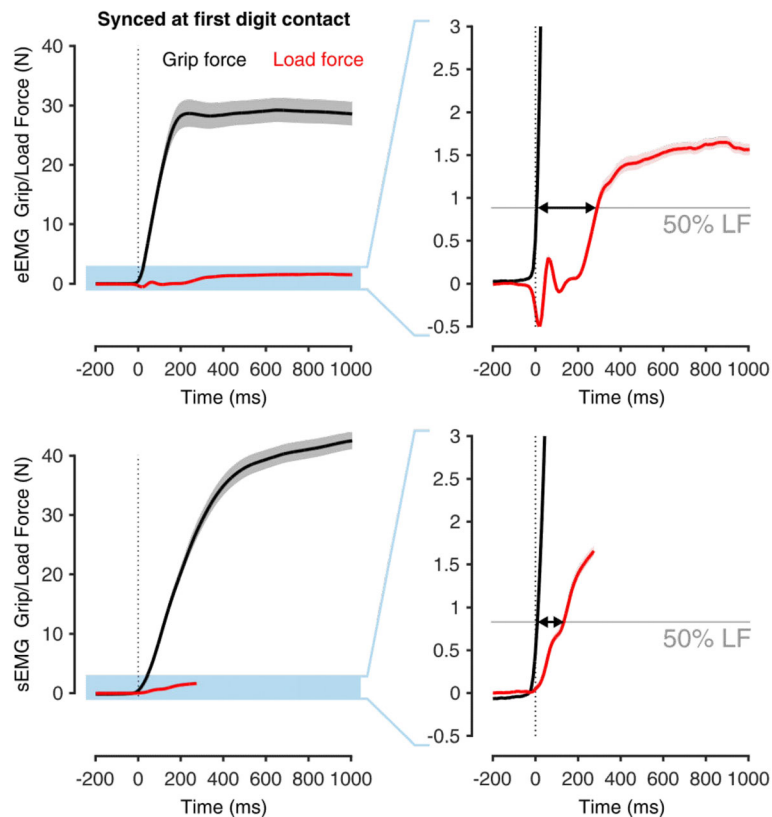 Synced at first digit contact
Grip force
Load force
eEMG Grip/Load Force (N)
40
30
20
10
0
-200 0 200 400 600 800 1000
Time (ms)
3
2.5
2
1.5
1
0.5
0
-0.5
50% LF
-200 0 200 400 600 800 1000
Time (ms)
sEMG Grip/Load Force (N)
40
30
20
10
0
-200 0 200 400 600 800 1000
Time (ms)
3
2.5
2
1.5
1
0.5
0
-0.5
50% LF
-200 0 200 400 600 800 1000
Time (ms)